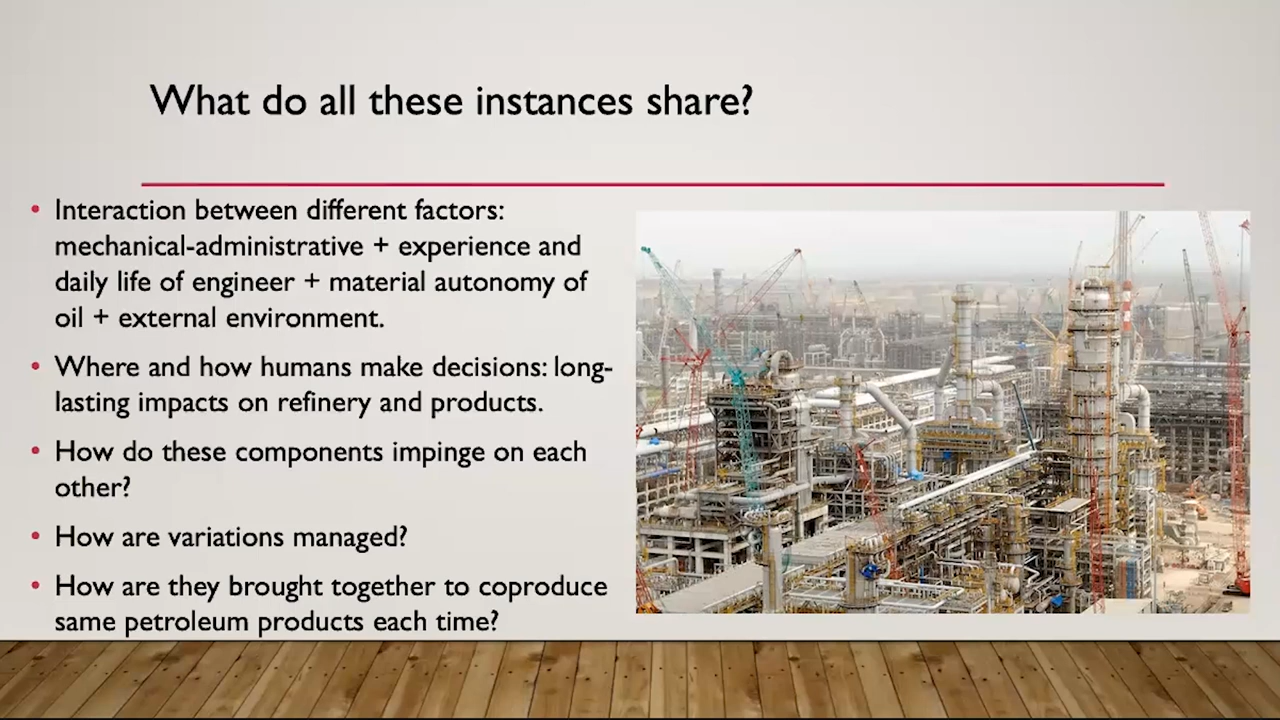 What do all these instances share?
• Interaction between different factors:
mechanical-administrative + experience and
daily life of engineer + material autonomy of
oil + external environment.
• Where and how humans make decisions: long-
lasting impacts on refinery and products.
• How do these components impinge on each
other?
• How are variations managed?
• How are they brought together to coproduce
same petroleum products each time?